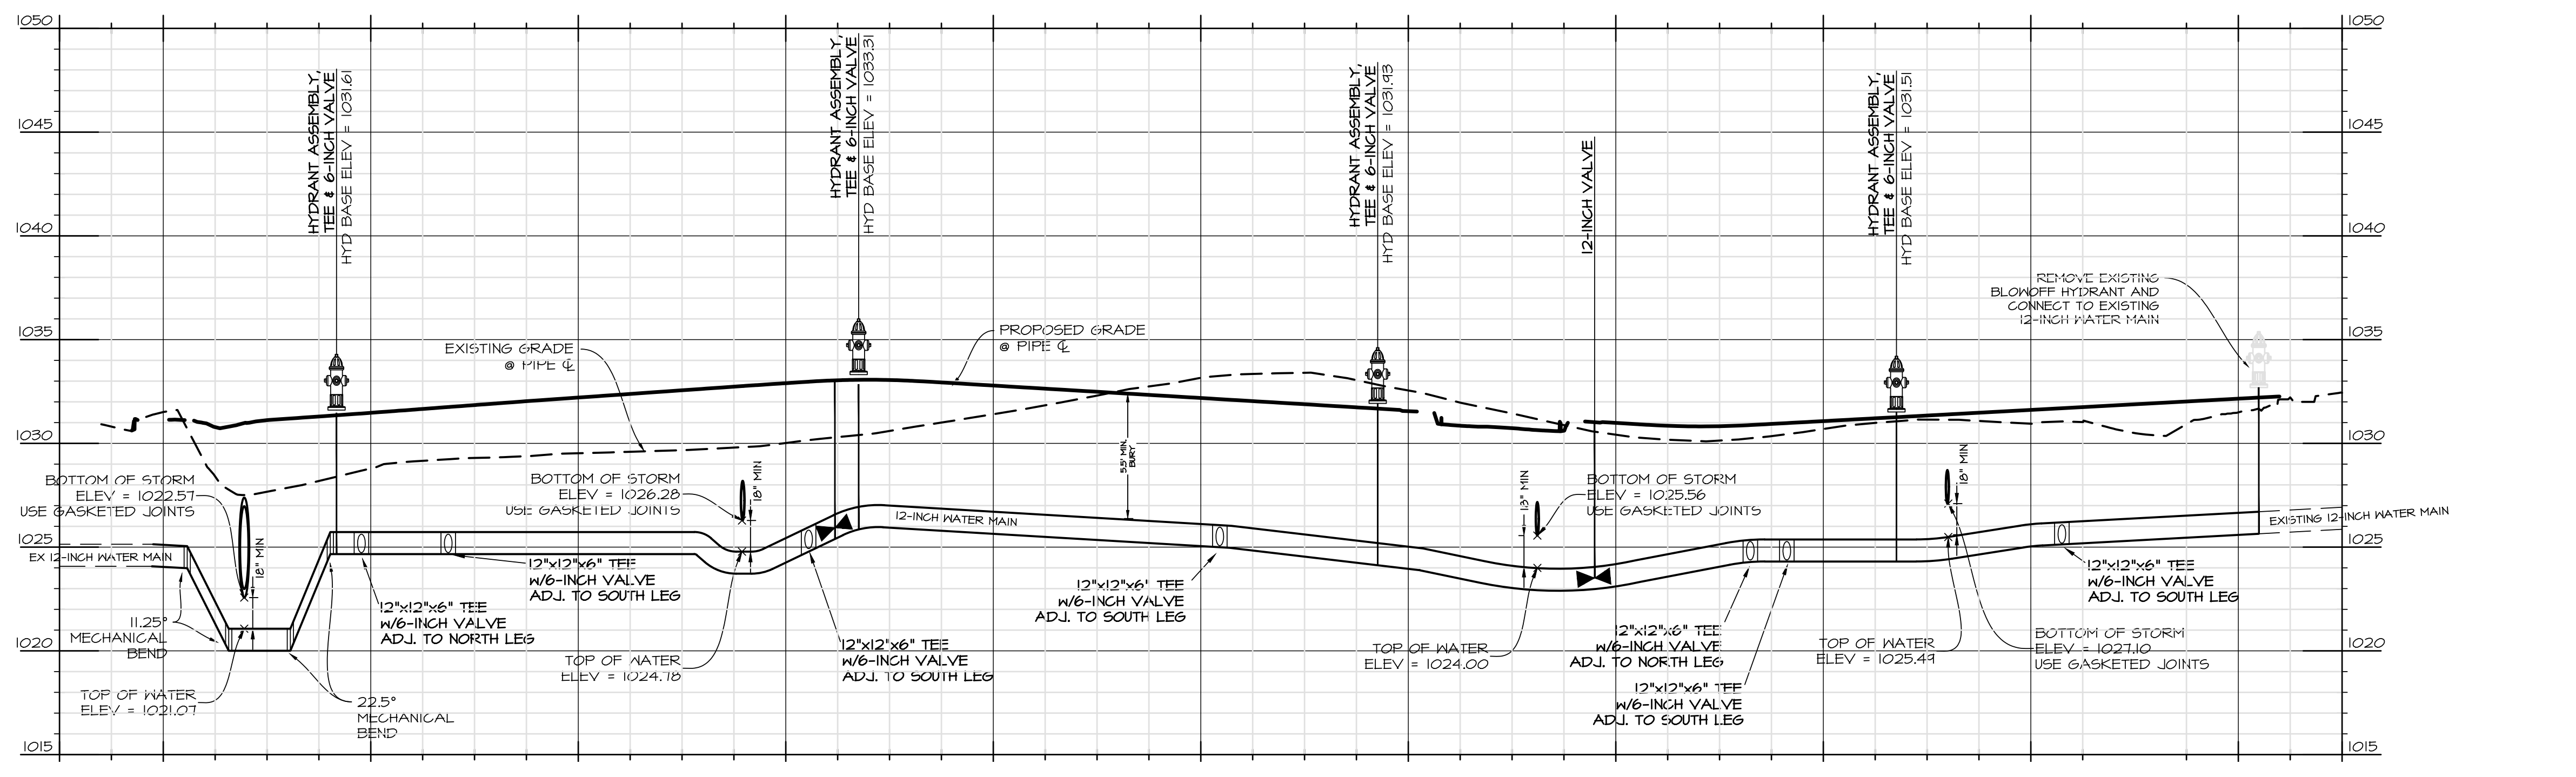 1050
1045
1040
1035
1030
1025
1020
1015
HYDRANT ASSEMBLY,
TEE & 6-INCH VALVE
HYD BASE ELEV = 1031.61
HYDRANT ASSEMBLY,
TEE & 6-INCH VALVE
HYD BASE ELEV = 1033.31
HYDRANT ASSEMBLY,
TEE & 6-INCH VALVE
HYD BASE ELEV = 1031.93
12-INCH VALVE
HYDRANT ASSEMBLY,
TEE & 6-INCH VALVE
HYD BASE ELEV = 1031.51
REMOVE EXISTING
BLOWOFF HYDRANT AND
CONNECT TO EXISTING
12-INCH WATER MAIN
EXISTING GRADE
@ PIPE ℄
PROPOSED GRADE
@ PIPE ℄
BOTTOM OF STORM
ELEV = 1022.57
USE GASKETED JOINTS
18" MIN
EX 12-INCH WATER MAIN
11.25°
MECHANICAL
BEND
TOP OF WATER
ELEV = 1021.07
22.5°
MECHANICAL
BEND
12"x12"x6" TEE
W/6-INCH VALVE
ADJ. TO NORTH LEG
12"x12"x6" TEE
W/6-INCH VALVE
ADJ. TO SOUTH LEG
BOTTOM OF STORM
ELEV = 1026.28
USE GASKETED JOINTS
18" MIN
TOP OF WATER
ELEV = 1024.78
12"x12"x6" TEE
W/6-INCH VALVE
ADJ. TO SOUTH LEG
12-INCH WATER MAIN
5.5' MIN.
BURY
12"x12"x6" TEE
W/6-INCH VALVE
ADJ. TO SOUTH LEG
18" MIN
BOTTOM OF STORM
ELEV = 1025.56
USE GASKETED JOINTS
TOP OF WATER
ELEV = 1024.00
12"x12"x6" TEE
W/6-INCH VALVE
ADJ. TO NORTH LEG
12"x12"x6" TEE
W/6-INCH VALVE
ADJ. TO SOUTH LEG
18" MIN
TOP OF WATER
ELEV = 1025.49
BOTTOM OF STORM
ELEV = 1027.10
USE GASKETED JOINTS
12"x12"x6" TEE
W/6-INCH VALVE
ADJ. TO SOUTH LEG
EXISTING 12-INCH WATER MAIN
1050
1045
1040
1035
1030
1025
1020
1015